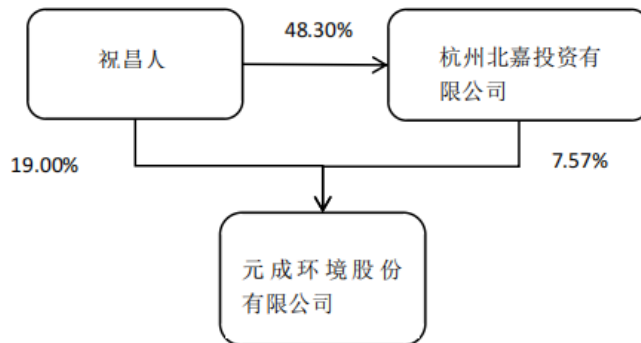 48.30%
祝昌人
杭州北嘉投资有
限公司
19.00%
7.57%
元成环境股份
有限公司